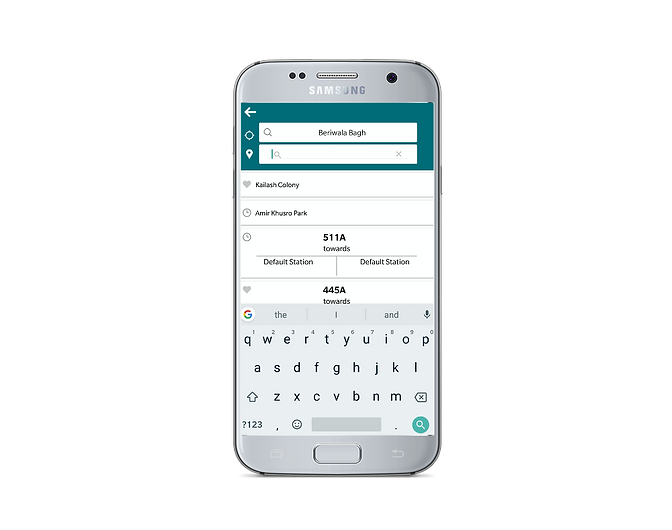 SAMSUNG
Beriwala Bagh
Kailash Colony
Amir Khusro Park
511A
towards
Default Station Default Station
445A
towards
G the I and
1 2 3 4 5 6 7 8 9 0
q w e r t y u i o p
a s d f g h j k l
z x c v b n m
?123 , .